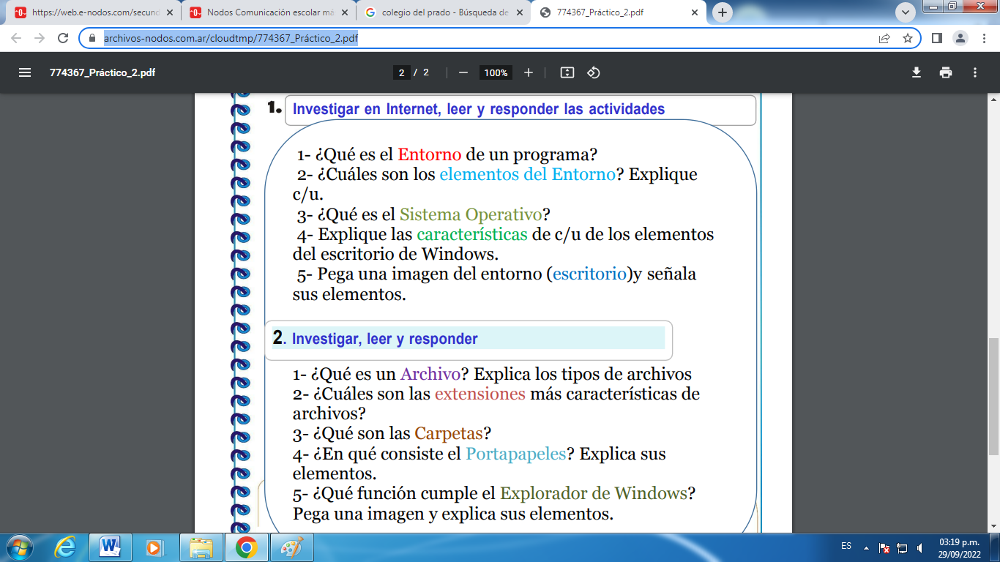 https://web.e-nodos.com/secund
Nodos Comunicación escolar má
colegio del prado - Búsqueda de
774367_Práctico_2.pdf
archivos-nodos.com.ar/cloudtmp/774367_Práctico_2.pdf
774367_Práctico_2.pdf
2 / 2
100%
1. Investigar en Internet, leer y responder las actividades
1- ¿Qué es el Entorno de un programa?
2- ¿Cuáles son los elementos del Entorno? Explique
c/u.
3- ¿Qué es el Sistema Operativo?
4- Explique las características de c/u de los elementos
del escritorio de Windows.
5- Pega una imagen del entorno (escritorio)y señala
sus elementos.
2. Investigar, leer y responder
1- ¿Qué es un Archivo? Explica los tipos de archivos
2- ¿Cuáles son las extensiones más características de
archivos?
3- ¿Qué son las Carpetas?
4- ¿En qué consiste el Portapapeles? Explica sus
elementos.
5- ¿Qué función cumple el Explorador de Windows?
Pega una imagen y explica sus elementos.
ES
03:19 p.m.
29/09/2022